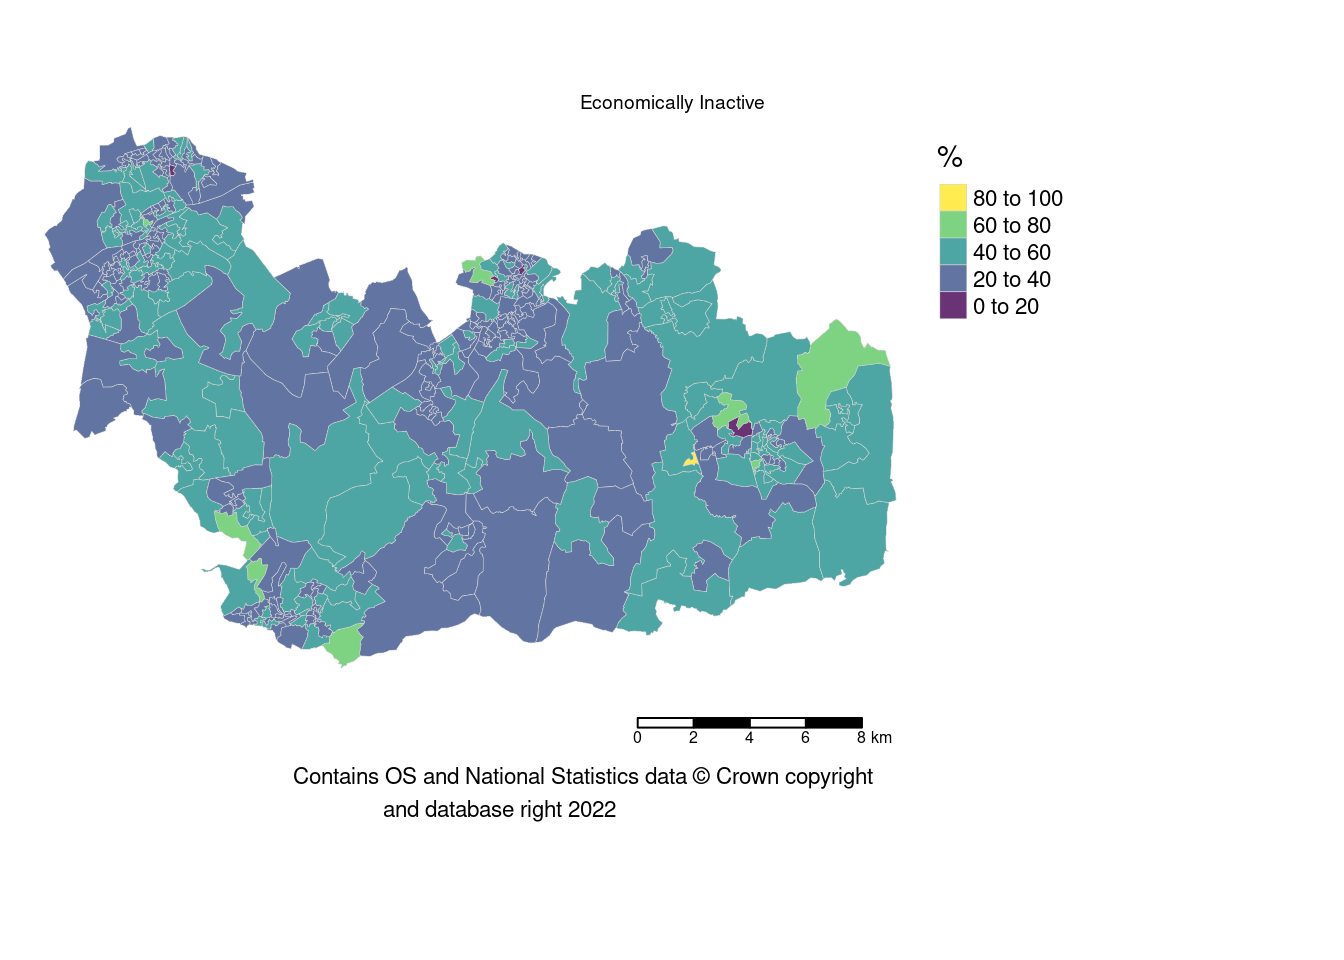 Economically Inactive
%
80 to 100
60 to 80
40 to 60
20 to 40
0 to 20
0 2 4 6 8 km
Contains OS and National Statistics data © Crown copyright
and database right 2022